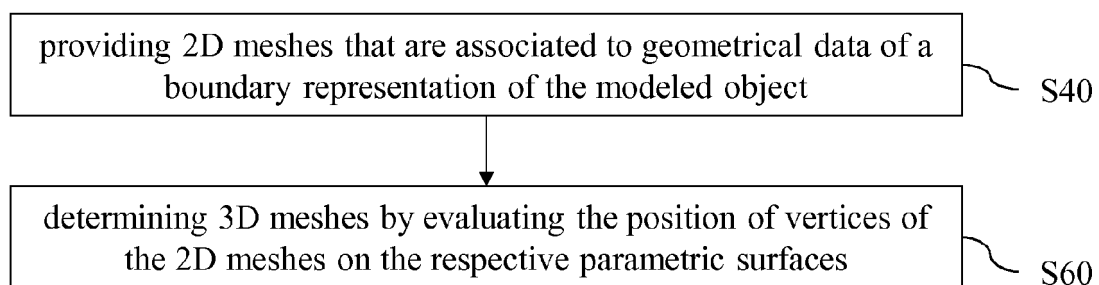 providing 2D meshes that are associated to geometrical data of a
boundary representation of the modeled object
S40
determining 3D meshes by evaluating the position of vertices of
the 2D meshes on the respective parametric surfaces
S60